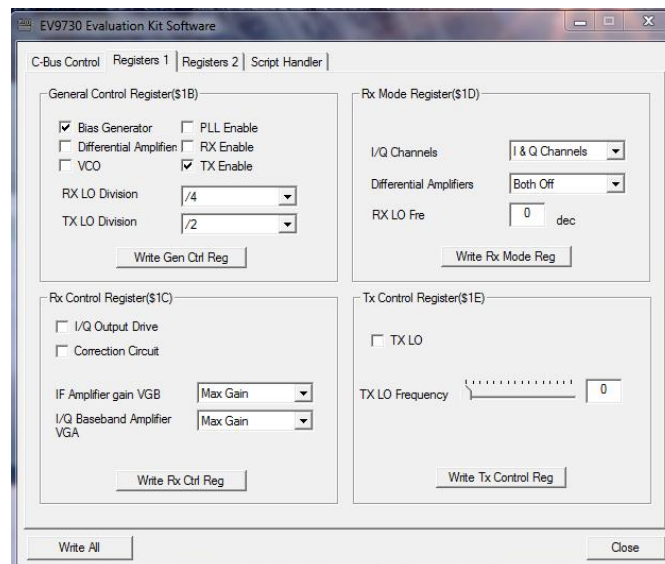 EV9730 Evaluation Kit Software
C-Bus Control Registers 1 Registers 2 Script Handler
General Control Register($1B)
Bias Generator PLL Enable
Differential Amplifier RX Enable
VCO TX Enable
RX LO Division /4
TX LO Division /2
Write Gen Ctrl Reg
Rx Mode Register($1D)
I/Q Channels I & Q Channels
Differential Amplifiers Both Off
RX LO Fre 0 dec
Write Rx Mode Reg
Rx Control Register($1C)
I/Q Output Drive
Correction Circuit
IF Amplifier gain VGB Max Gain
I/Q Baseband Amplifier Max Gain
VGA
Write Rx Ctrl Reg
Tx Control Register($1E)
TX LO
TX LO Frequency 0
Write Tx Control Reg
Write All Close